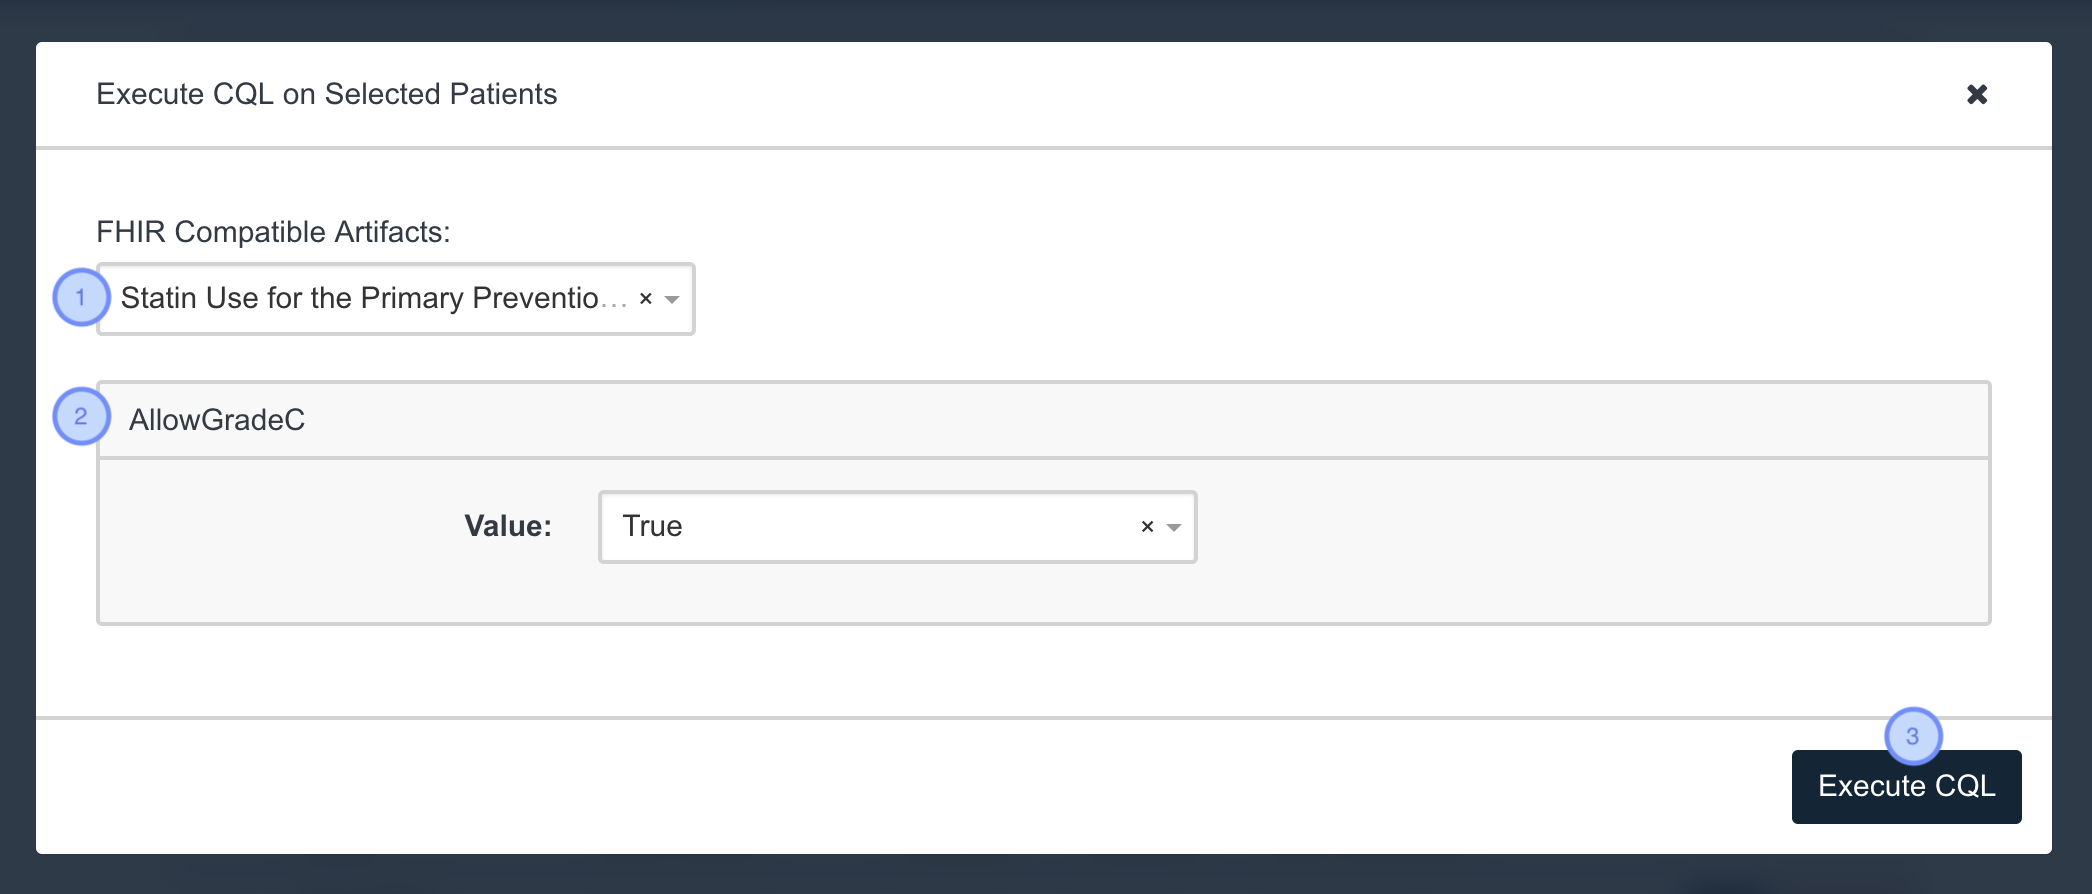 Execute CQL on Selected Patients
FHIR Compatible Artifacts:
1 Statin Use for the Primary Preventio... ×
2 AllowGradeC
Value: True ×
3
Execute CQL